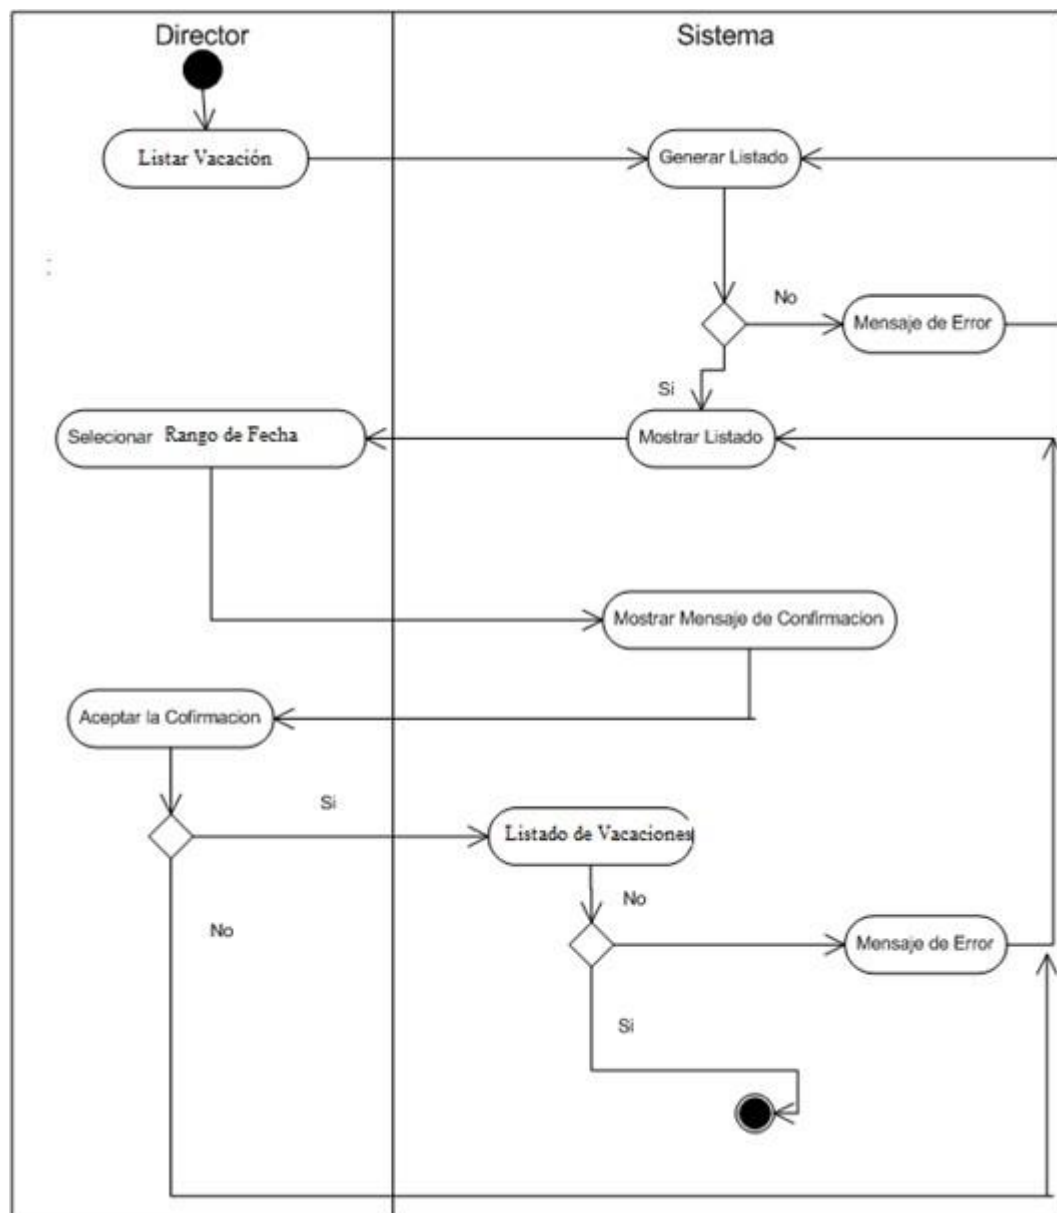 Director
Sistema
Listar Vacación
Generar Listado
No
Mensaje de Error
Si
Selecionar Rango de Fecha
Mostrar Listado
Mostrar Mensaje de Confirmacion
Aceptar la Cofirmacion
Si
Listado de Vacaciones
No
No
Mensaje de Error
Si